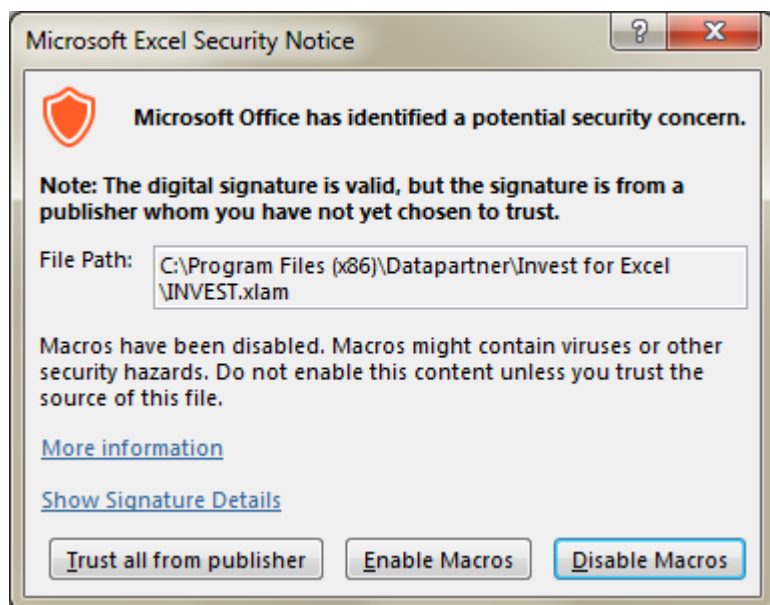 Microsoft Excel Security Notice
Microsoft Office has identified a potential security concern.
Note: The digital signature is valid, but the signature is from a
publisher whom you have not yet chosen to trust.
File Path:
C:\Program Files (x86)\Datapartner\Invest for Excel
\INVEST.xlam
Macros have been disabled. Macros might contain viruses or other
security hazards. Do not enable this content unless you trust the
source of this file.
More information
Show Signature Details
Trust all from publisher
Enable Macros
Disable Macros